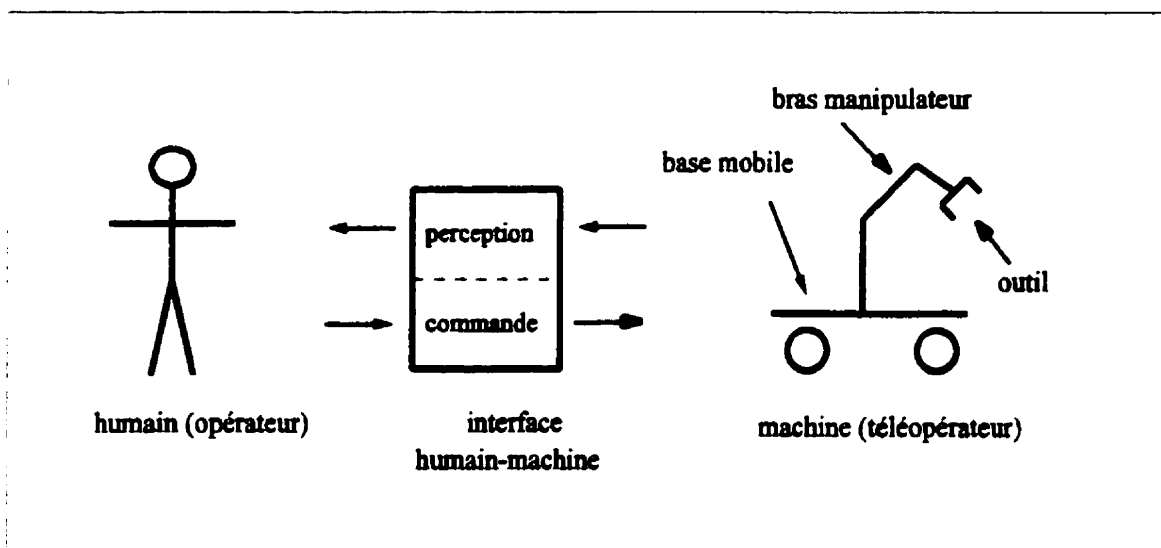 bras manipulateur
base mobile
perception
outil
commande
humain (opérateur)
interface
humain-machine
machine (téléopérateur)